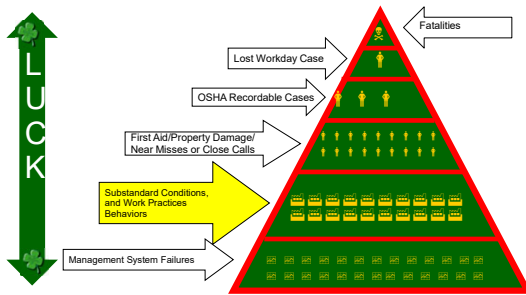 L
U
C
K
Fatalities
Lost Workday Case
OSHA Recordable Cases
First Aid/Property Damage/
Near Misses or Close Calls
Substandard Conditions,
and Work Practices
Behaviors
Management System Failures